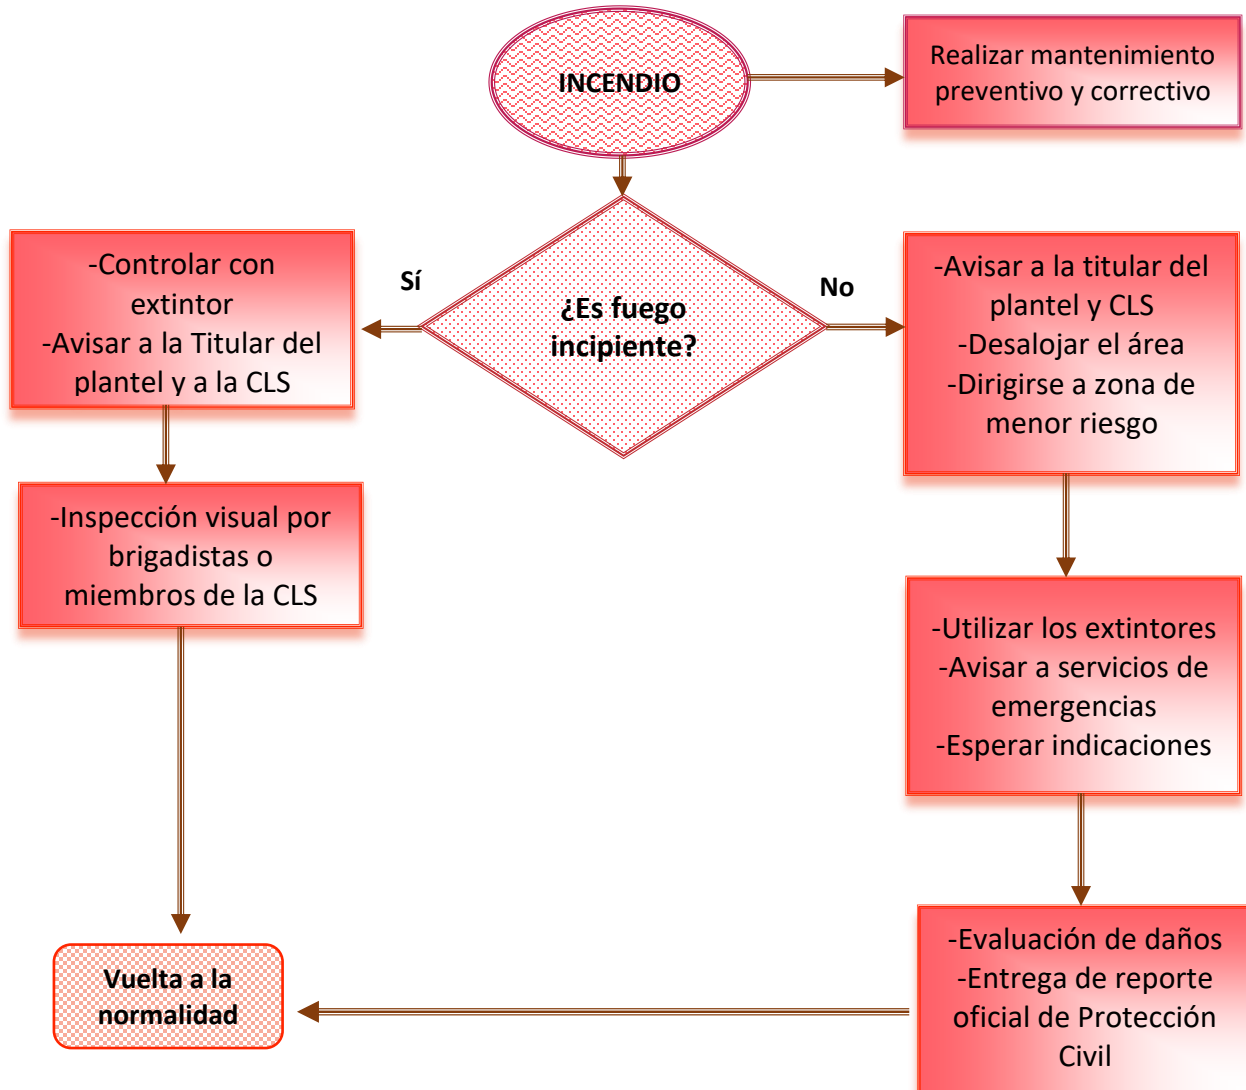 INCENDIO
Realizar mantenimiento
preventivo y correctivo
-Controlar con
extintor
-Avisar a la Titular del
plantel y a la CLS
Sí
¿Es fuego
incipiente?
No
-Avisar a la titular del
plantel y CLS
-Desalojar el área
-Dirigirse a zona de
menor riesgo
-Inspección visual por
brigadistas o
miembros de la CLS
-Utilizar los extintores
-Avisar a servicios de
emergencias
-Esperar indicaciones
Vuelta a la
normalidad
-Evaluación de daños
-Entrega de reporte
oficial de Protección
Civil